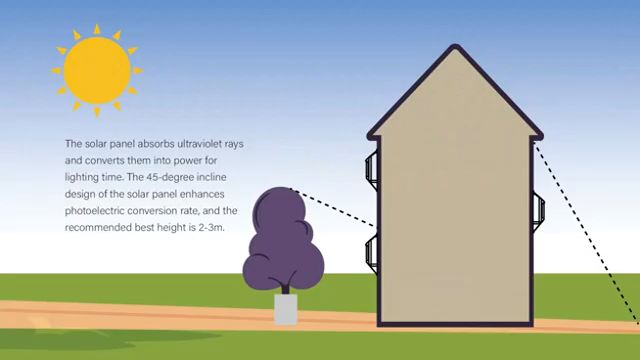 The solar panel absorbs ultraviolet rays
and converts them into power for
lighting time. The 45-degree incline
design of the solar panel enhances
photoelectric conversion rate, and the
recommended best height is 2-3m.